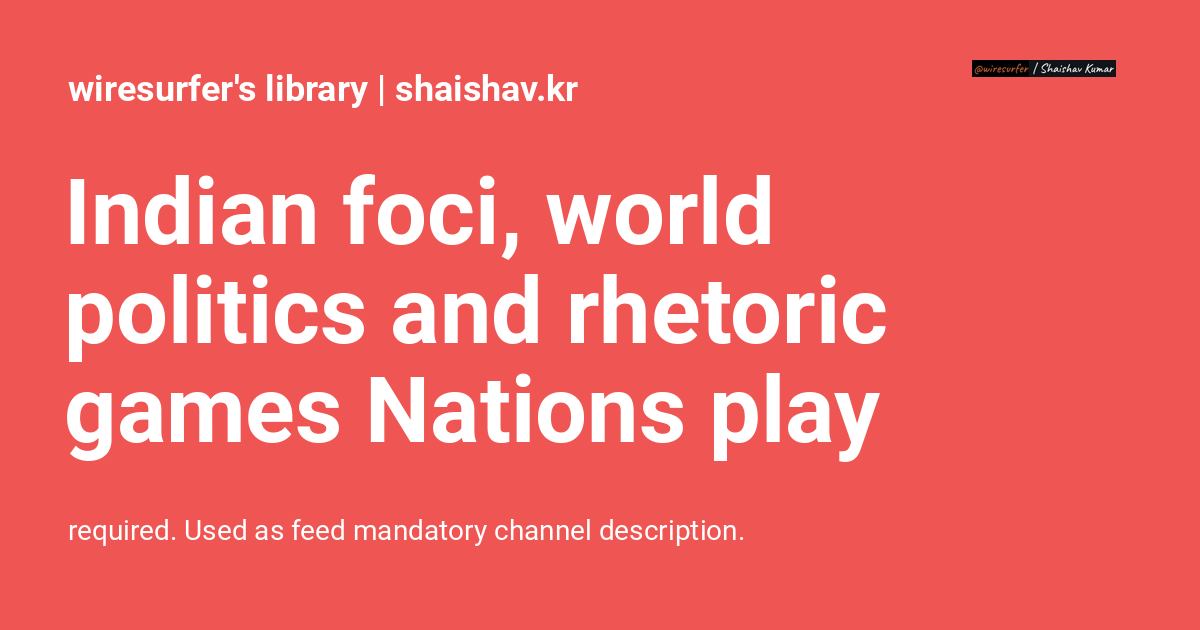 wiresurfer's library | shaishav.kr
@wiresurfer | Shaishav Kumar
Indian foci, world
politics and rhetoric
games Nations play
required. Used as feed mandatory channel description.